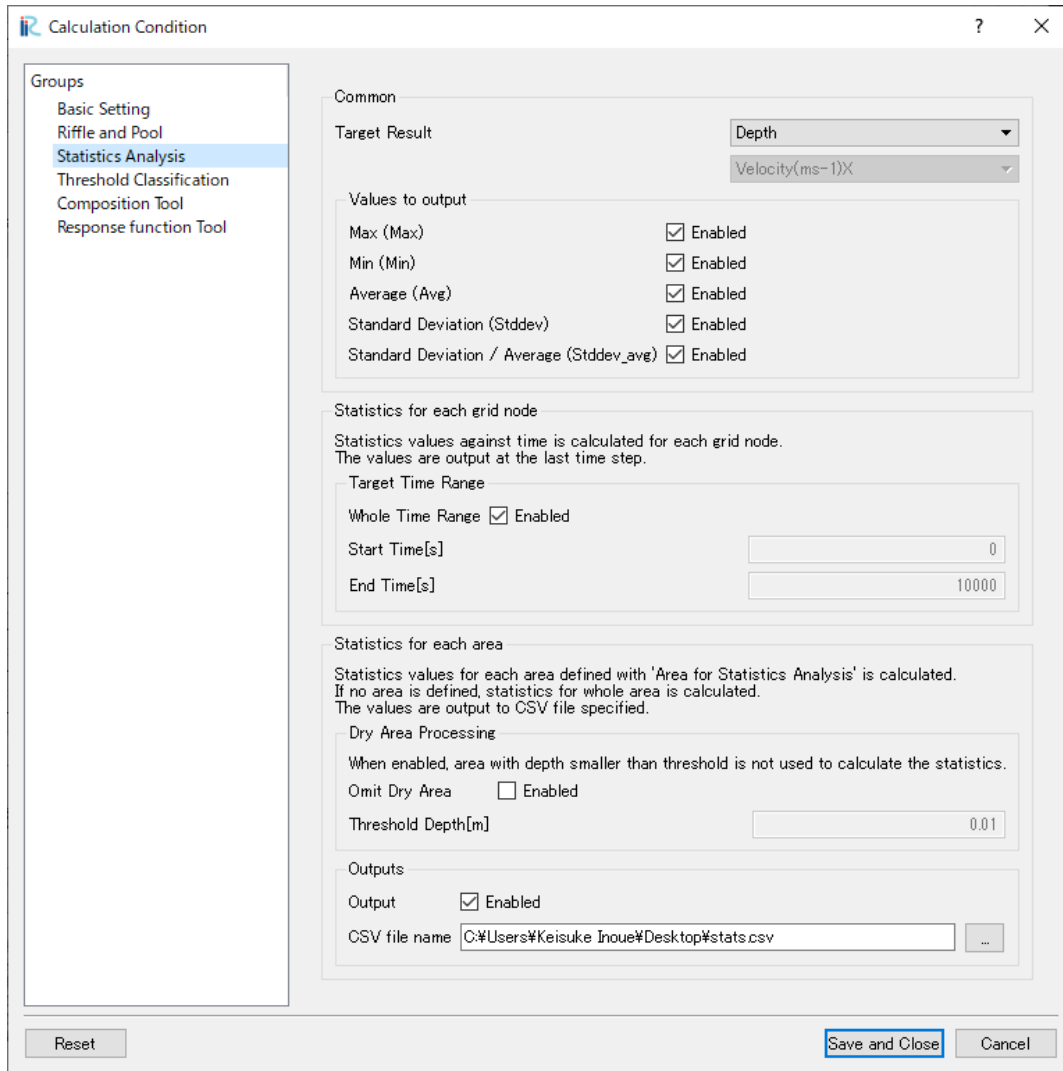 iRC Calculation Condition ? ×
Groups
Basic Setting
Riffle and Pool
Statistics Analysis
Threshold Classification
Composition Tool
Response function Tool
Common
Target Result Depth
Velocity(ms-1)X
Values to output
Max (Max) Enabled
Min (Min) Enabled
Average (Avg) Enabled
Standard Deviation (Stddev) Enabled
Standard Deviation / Average (Stddev_avg) Enabled
Statistics for each grid node
Statistics values against time is calculated for each grid node.
The values are output at the last time step.
Target Time Range
Whole Time Range Enabled
Start Time[s] 0
End Time[s] 10000
Statistics for each area
Statistics values for each area defined with 'Area for Statistics Analysis' is calculated.
If no area is defined, statistics for whole area is calculated.
The values are output to CSV file specified.
Dry Area Processing
When enabled, area with depth smaller than threshold is not used to calculate the statistics.
Omit Dry Area Enabled
Threshold Depth[m] 0.01
Outputs
Output Enabled
CSV file name C:¥Users¥Keisuke Inoue¥Desktop¥stats.csv ...
Reset Save and Close Cancel